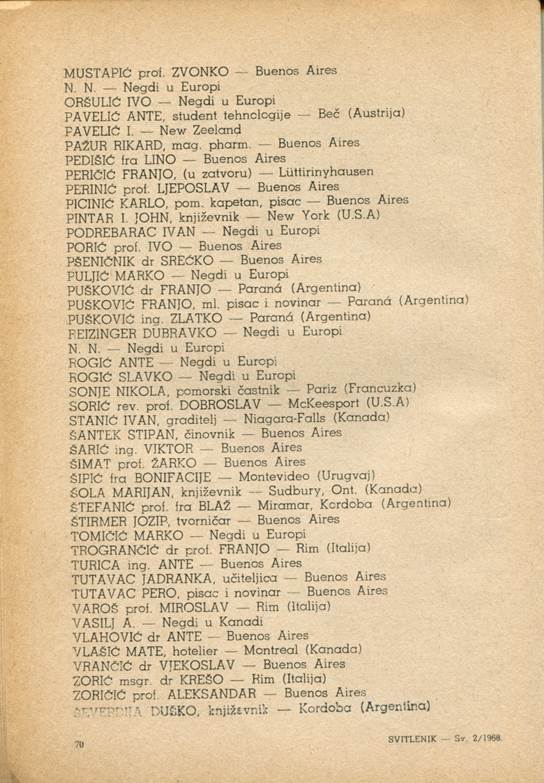 MUSTAPIĆ prof. ZVONKO — Buenos Aires
N. N. — Negdi u Europi
ORŠULIĆ IVO — Negdi u Europi
PAVELIĆ ANTE, student tehnologije — Beč (Austrija)
PAVELIĆ I. — New Zeeland
PAŽUR RIKARD, mag. pharm. — Buenos Aires
PEDIŠIĆ fra LINO — Buenos Aires
PERIČIĆ FRANJO, (u zatvoru) — Lüttirinyhausen
PERINIĆ prof. LJEPOSLAV — Buenos Aires
PICINIĆ KARLO, pom. kapetan, pisac — Buenos Aires
PINTAR I. JOHN, književnik — New York (U.S.A)
PODREBARAC IVAN — Negdi u Europi
PORIĆ prof. IVO — Buenos Aires
PŠENIČNIK dr SREĆKO — Buenos Aires
PULJIĆ MARKO — Negdi u Europi
PUŠKOVIĆ dr FRANJO — Paraná (Argentina)
PUŠKOVIĆ FRANJO, ml. pisac i novinar — Paraná (Argentina)
PUŠKOVIĆ ing. ZLATKO — Paraná (Argentina)
REIZINGER DUBRAVKO — Negdi u Europi
N. N. — Negdi u Europi
ROGIĆ ANTE — Negdi u Europi
ROGIĆ SLAVKO — Negdi u Europi
SONJE NIKOLA, pomorski častnik — Pariz (Francuzka)
SORIĆ rev. prof. DOBROSLAV — McKeesport (U.S.A)
STANIĆ IVAN, graditelj — Niagara-Falls (Kanada)
ŠANTEK STIPAN, činovnik — Buenos Aires
ŠARIĆ ing. VIKTOR — Buenos Aires
ŠIMAT prof. ŽARKO — Buenos Aires
ŠIPIĆ fra BONIFACIJE — Montevideo (Urugvaj)
ŠOLA MARIJAN, književnik — Sudbury, Ont. (Kanada)
ŠTEFANIĆ prof. fra BLAŽ — Miramar, Kordoba (Argentina)
ŠTIRMER JOZIP, tvorničar — Buenos Aires
TOMIČIĆ MARKO — Negdi u Europi
TROGRANČIĆ dr prof. FRANJO — Rim (Italija)
TURICA ing. ANTE — Buenos Aires
TUTAVAC JADRANKA, učiteljica — Buenos Aires
TUTAVAC PERO, pisac i novinar — Buenos Aires
VAROŠ prof. MIROSLAV — Rim (Italija)
VASILJ A. — Negdi u Kanadi
VLAHOVIĆ dr ANTE — Buenos Aires
VLAŠIĆ MATE, hotelier — Montreal (Kanada)
VRANČIĆ dr VJEKOSLAV — Buenos Aires
ZORIĆ msgr. dr KREŠO — Rim (Italija)
ZORIČIĆ prof. ALEKSANDAR — Buenos Aires
ŠEVERDIJA DUŠKO, književnik — Kordoba (Argentina)
70
SVITLENIK — Sv. 2/1968.